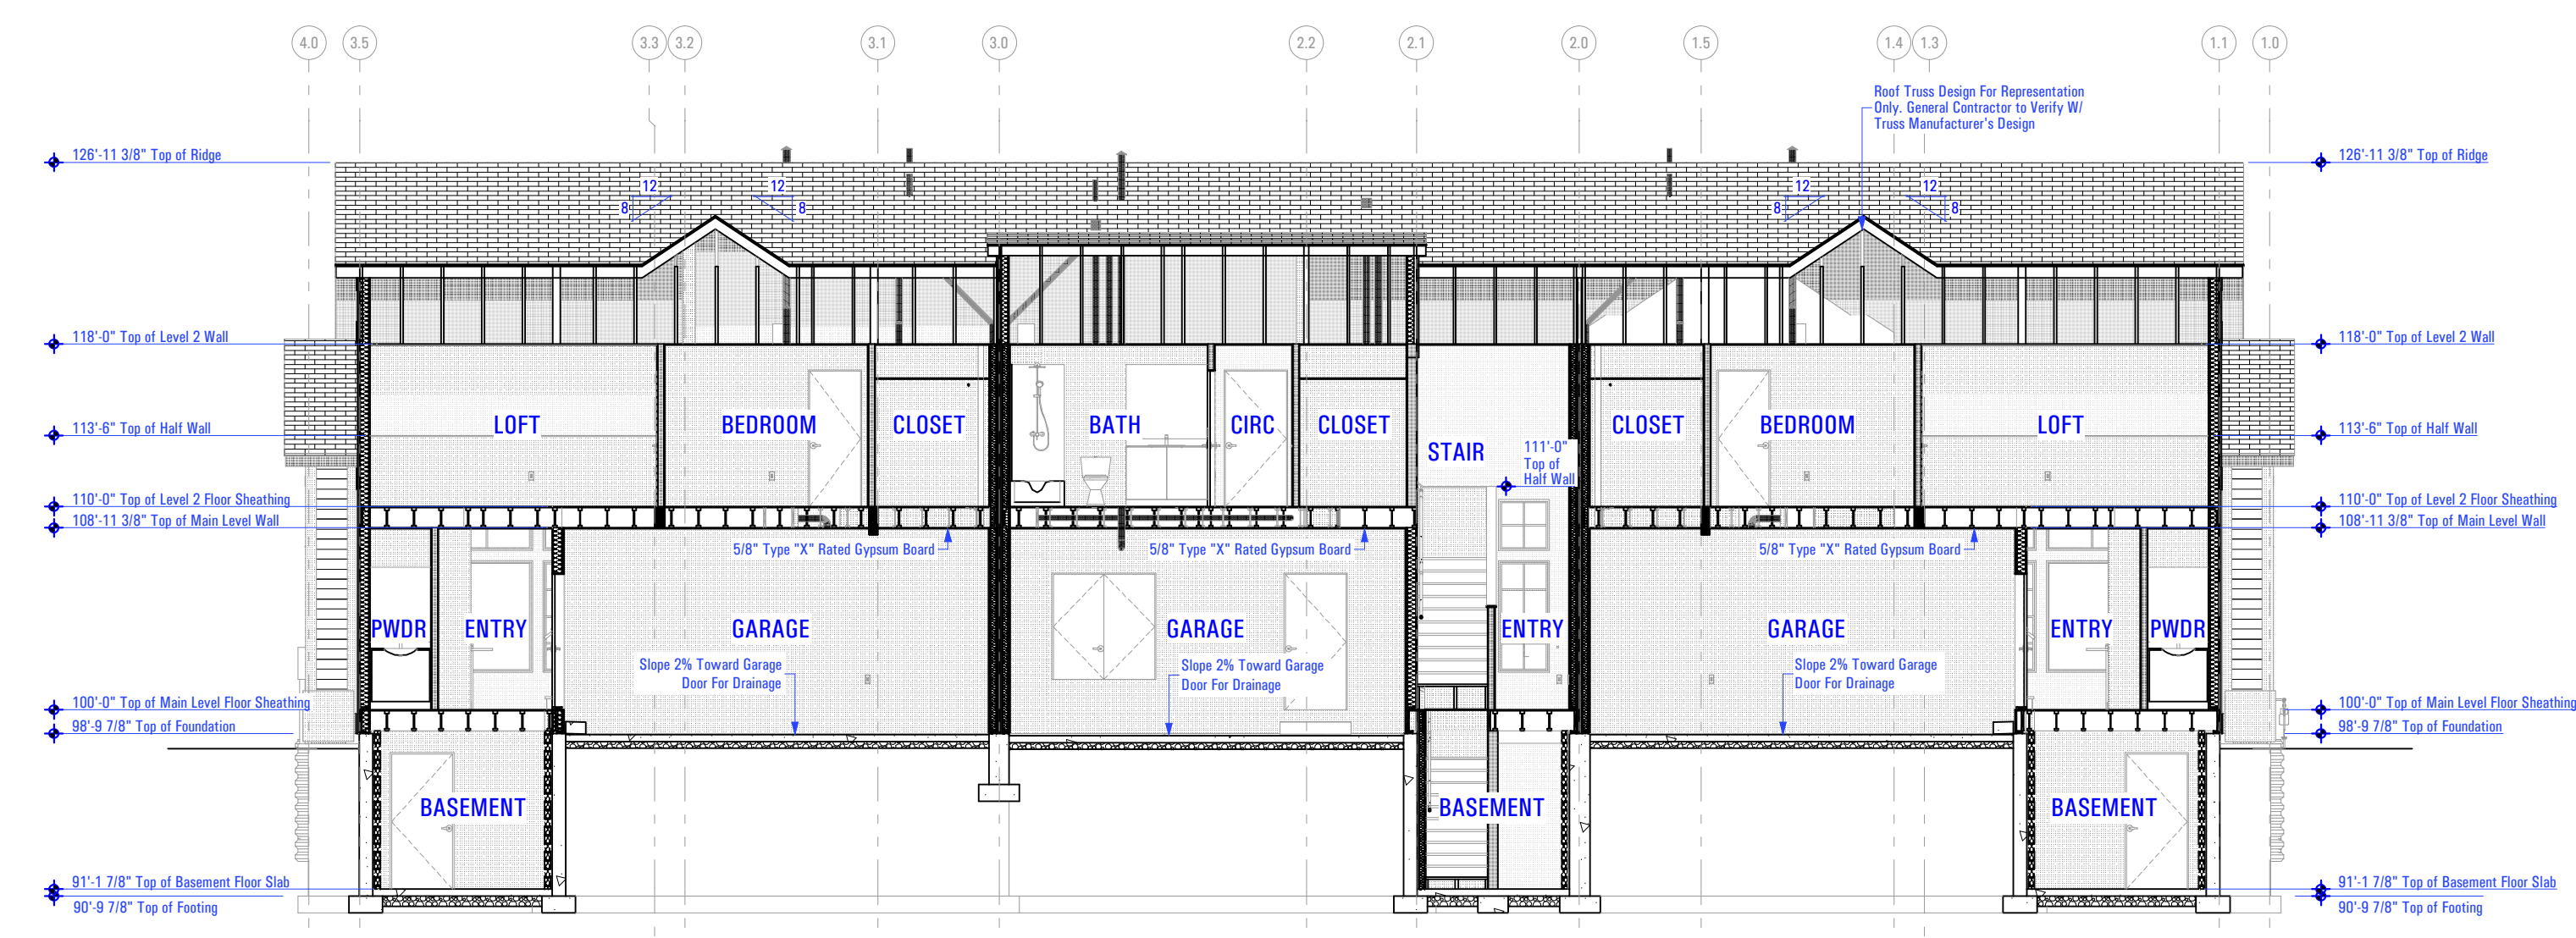 4.0 3.5 3.3 3.2 3.1 3.0 2.2 2.1 2.0 1.5 1.4 1.3 1.1 1.0
Roof Truss Design For Representation
Only. General Contractor to Verify W/
Truss Manufacturer's Design
126'-11 3/8" Top of Ridge
126'-11 3/8" Top of Ridge
12 12 12 12
8 8 8 8
118'-0" Top of Level 2 Wall
118'-0" Top of Level 2 Wall
LOFT BEDROOM CLOSET BATH CIRC CLOSET STAIR CLOSET BEDROOM LOFT
113'-6" Top of Half Wall
113'-6" Top of Half Wall
111'-0"
Top of
Half Wall
110'-0" Top of Level 2 Floor Sheathing
110'-0" Top of Level 2 Floor Sheathing
108'-11 3/8" Top of Main Level Wall
108'-11 3/8" Top of Main Level Wall
5/8" Type "X" Rated Gypsum Board
5/8" Type "X" Rated Gypsum Board
5/8" Type "X" Rated Gypsum Board
PWDR ENTRY GARAGE GARAGE ENTRY GARAGE ENTRY PWDR
Slope 2% Toward Garage
Door For Drainage
Slope 2% Toward Garage
Door For Drainage
Slope 2% Toward Garage
Door For Drainage
100'-0" Top of Main Level Floor Sheathing
100'-0" Top of Main Level Floor Sheathing
98'-9 7/8" Top of Foundation
98'-9 7/8" Top of Foundation
BASEMENT BASEMENT BASEMENT
91'-1 7/8" Top of Basement Floor Slab
91'-1 7/8" Top of Basement Floor Slab
90'-9 7/8" Top of Footing
90'-9 7/8" Top of Footing